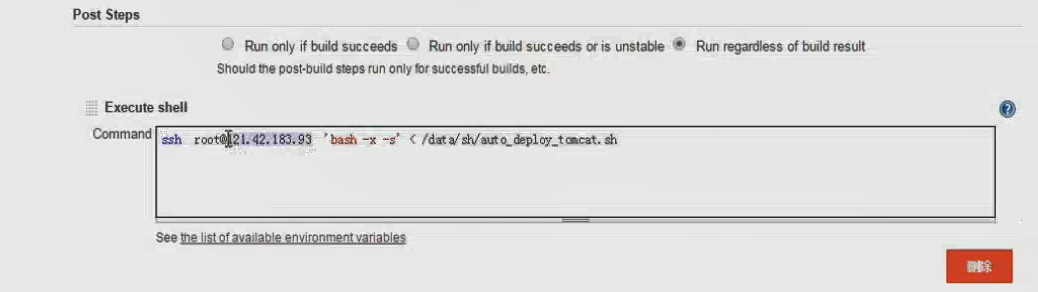 Post Steps
Run only if build succeeds Run only if build succeeds or is unstable Run regardless of build result
Should the post-build steps run only for successful builds, etc.
Execute shell
Command
ssh root@121.42.183.93 'bash -x -s' < /data/sh/auto_deploy_tomcat.sh
See the list of available environment variables
删除